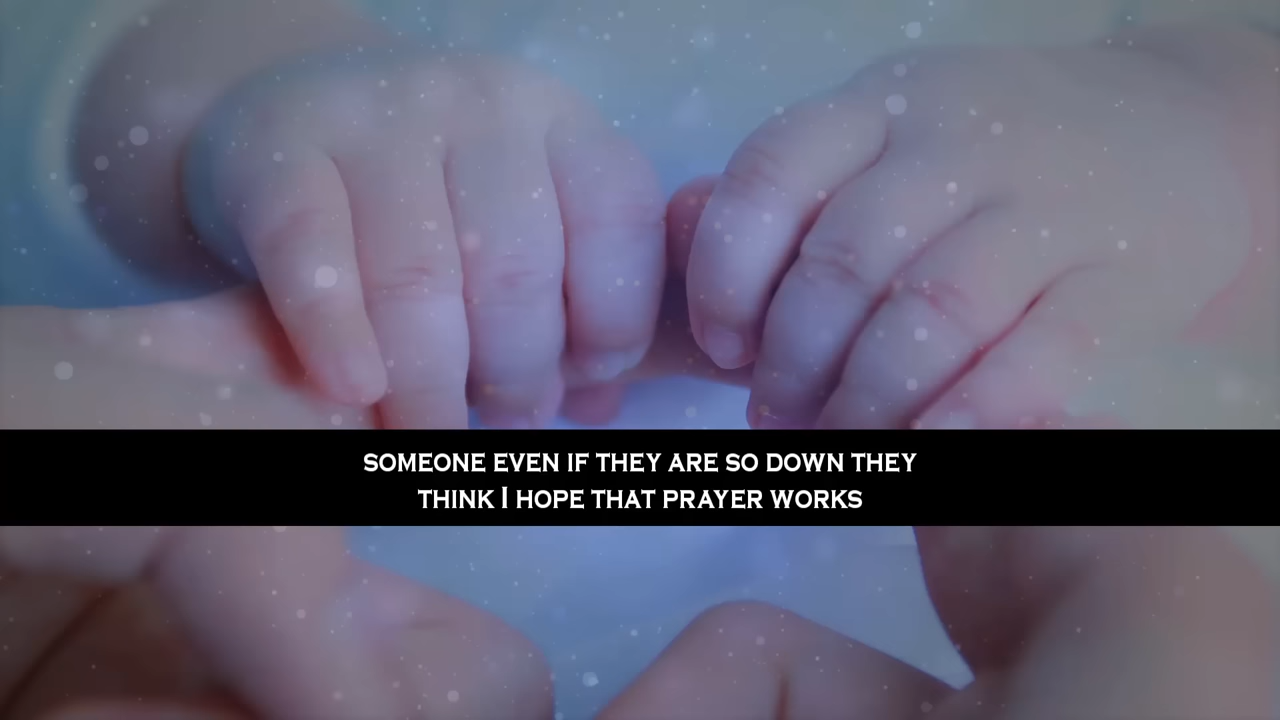 SOMEONE EVEN IF THEY ARE SO DOWN THEY
THINK I HOPE THAT PRAYER WORKS